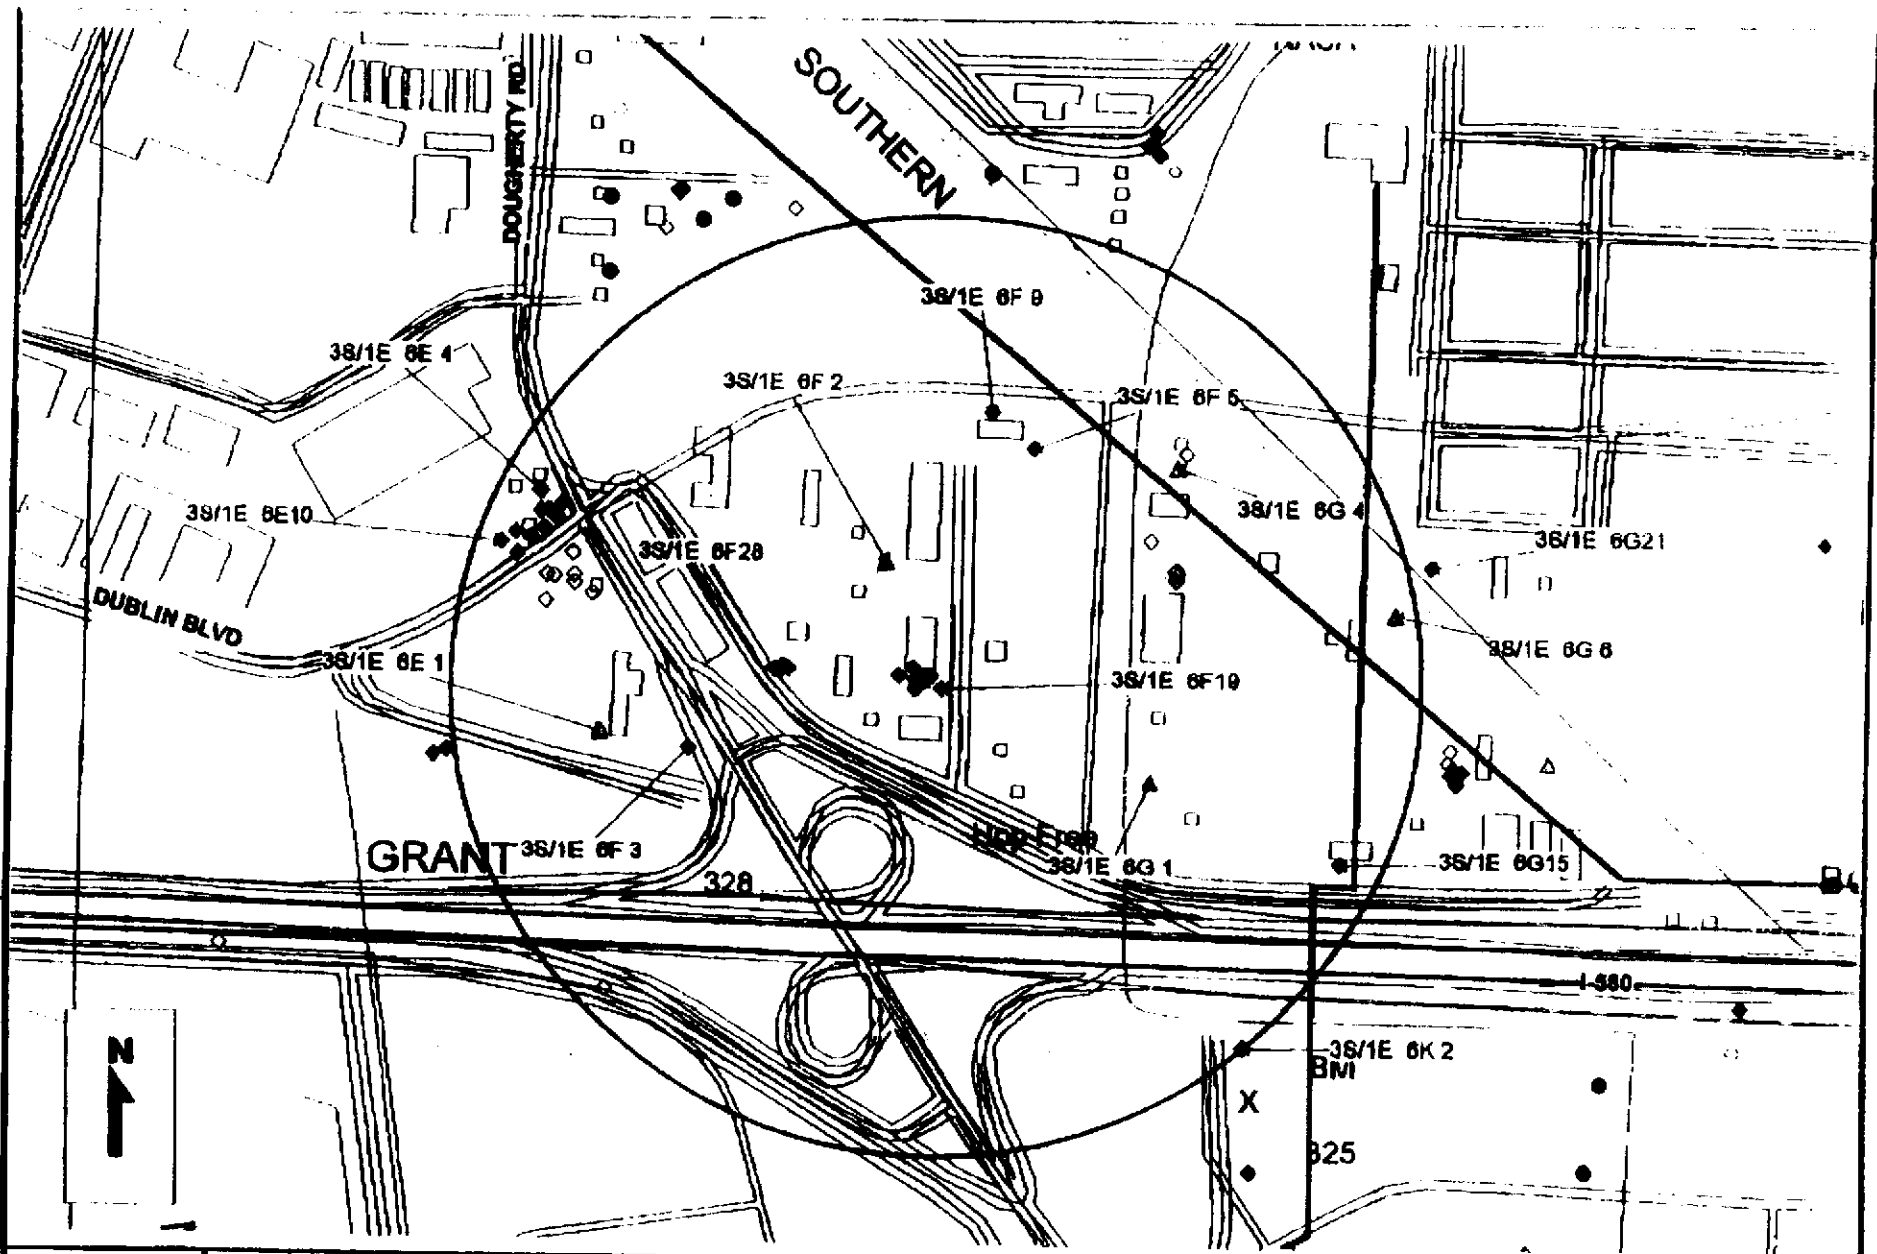 SOUTHERN
DOUGHERTY RD
3S/1E 6F 9
3S/1E 6E 4
3S/1E 6F 2
3S/1E 6F 5
3S/1E 6E10
3S/1E 6G 4
3S/1E 6F28
3S/1E 6G21
DUBLIN BLVD
3S/1E 6G 6
3S/1E 6E 1
3S/1E 6F19
GRANT
3S/1E 6F 3
3S/1E 6G 1
3S/1E 6G15
328
I-580
N
3S/1E 6K 2
BM
X
325